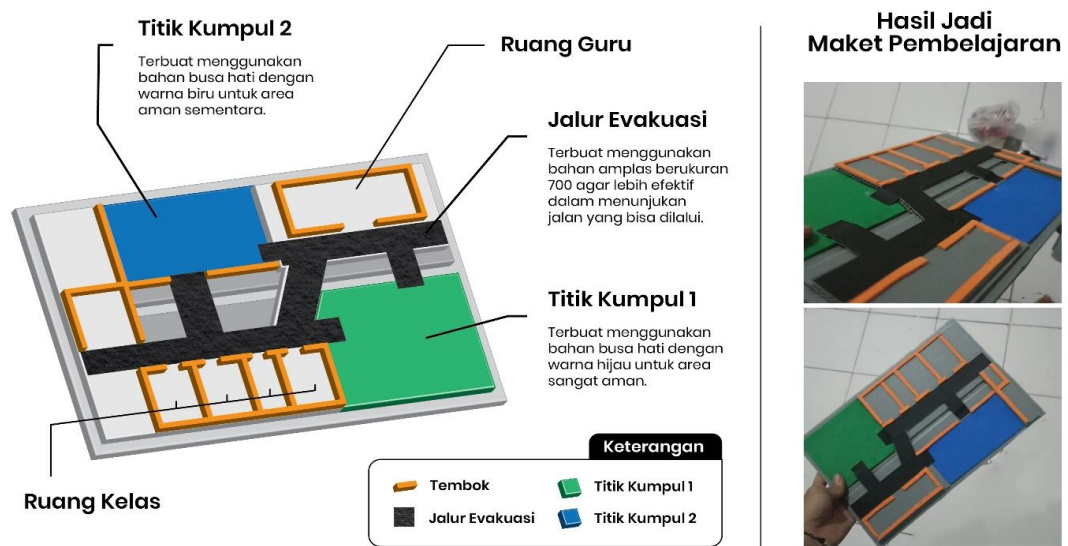 Titik Kumpul 2
Terbuat menggunakan
bahan busa hati dengan
warna biru untuk area
aman sementara.
Ruang Guru
Jalur Evakuasi
Terbuat menggunakan
bahan amplas berukuran
700 agar lebih efektif
dalam menunjukan
jalan yang bisa dilalui.
Titik Kumpul 1
Terbuat menggunakan
bahan busa hati dengan
warna hijau untuk area
sangat aman.
Ruang Kelas
Keterangan
Tembok
Titik Kumpul 1
Jalur Evakuasi
Titik Kumpul 2
Hasil Jadi
Maket Pembelajaran